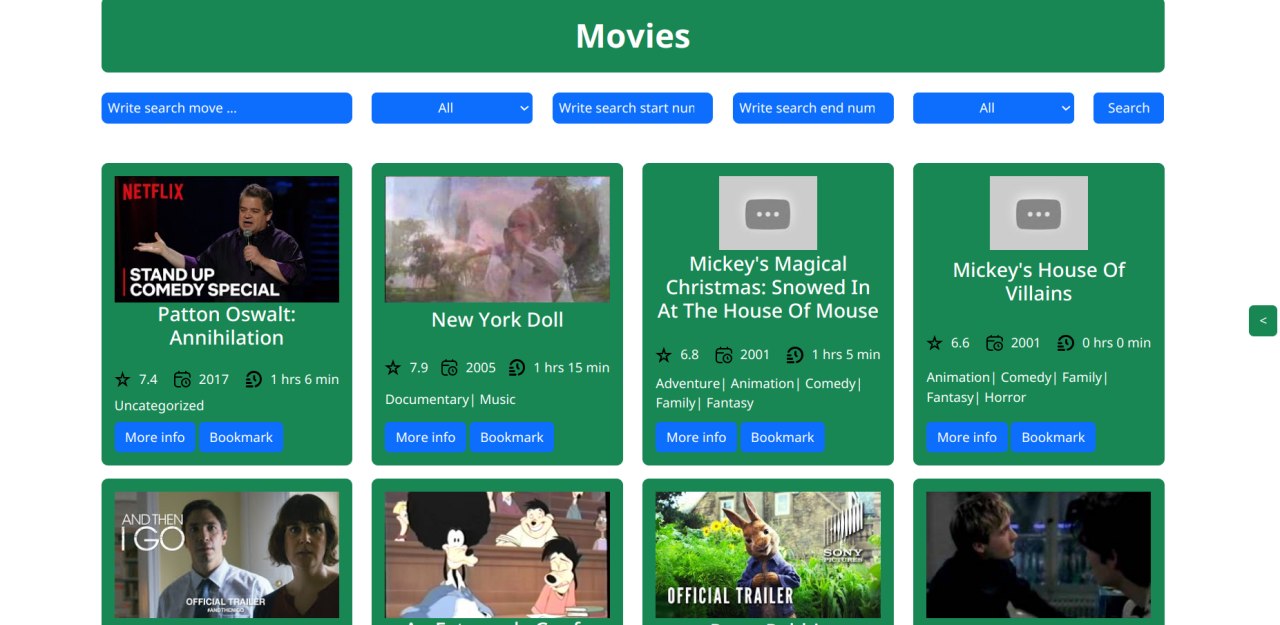 Movies
Write search move ...
All
Write search start nun
Write search end num
All
Search
NETFLIX
STAND UP
COMEDY SPECIAL
Patton Oswalt:
Annihilation
7.4 2017 1 hrs 6 min
Uncategorized
More info Bookmark
New York Doll
7.9 2005 1 hrs 15 min
Documentary| Music
More info Bookmark
Mickey's Magical
Christmas: Snowed In
At The House Of Mouse
6.8 2001 1 hrs 5 min
Adventure| Animation| Comedy|
Family| Fantasy
More info Bookmark
Mickey's House Of
Villains
6.6 2001 0 hrs 0 min
Animation| Comedy| Family|
Fantasy| Horror
More info Bookmark
<
AND THEN
I GO
OFFICIAL TRAILER
#ANDTHENIGO
SONY
PICTURES
OFFICIAL TRAILER